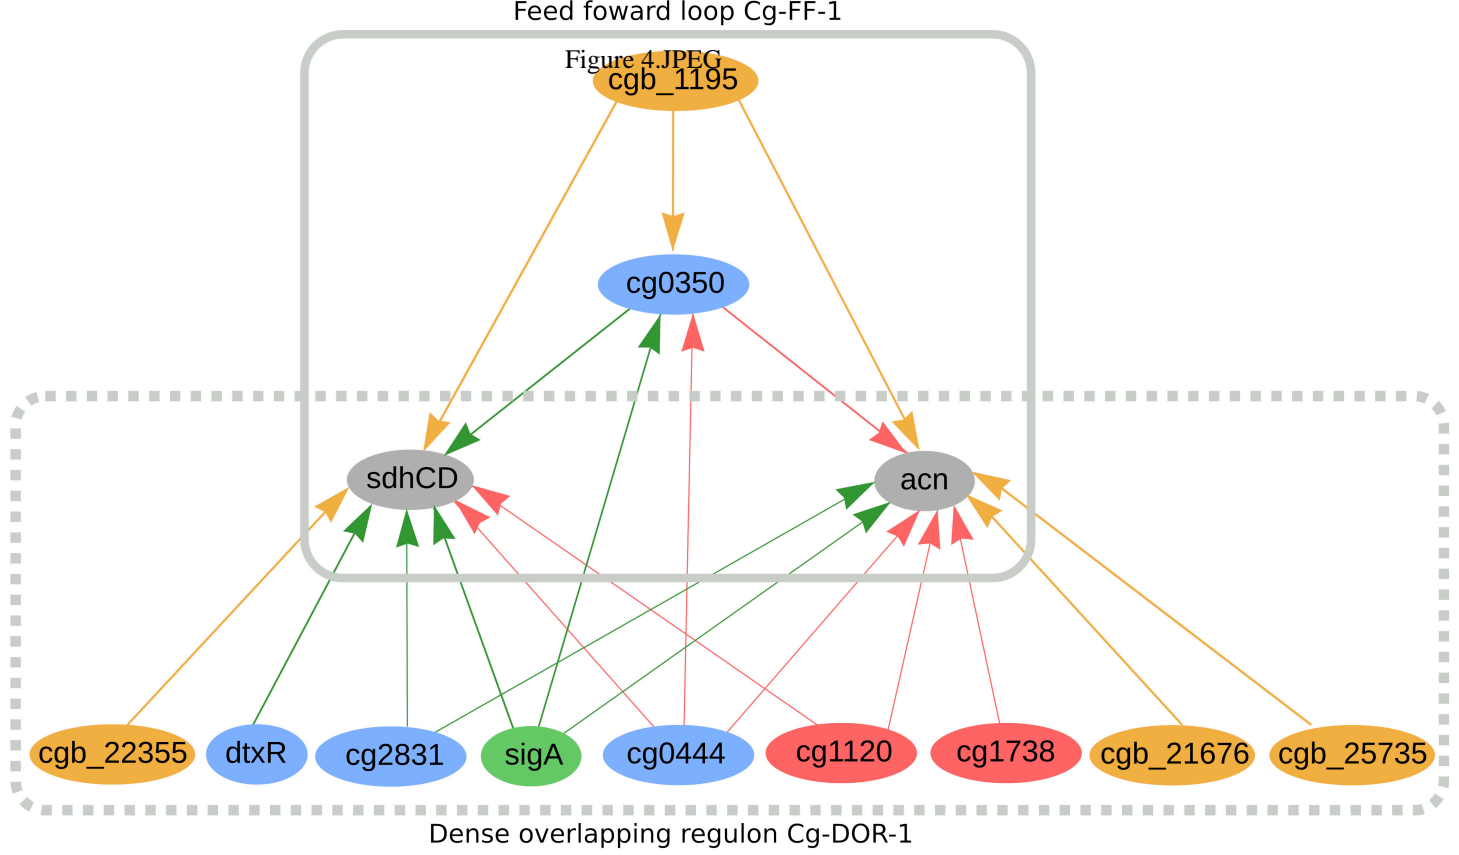 Feed foward loop Cg-FF-1
Figure 4.JPEG
cgb_1195
cg0350
sdhCD
acn
cgb_22355
dtxR
cg2831
sigA
cg0444
cg1120
cg1738
cgb_21676
cgb_25735
Dense overlapping regulon Cg-DOR-1